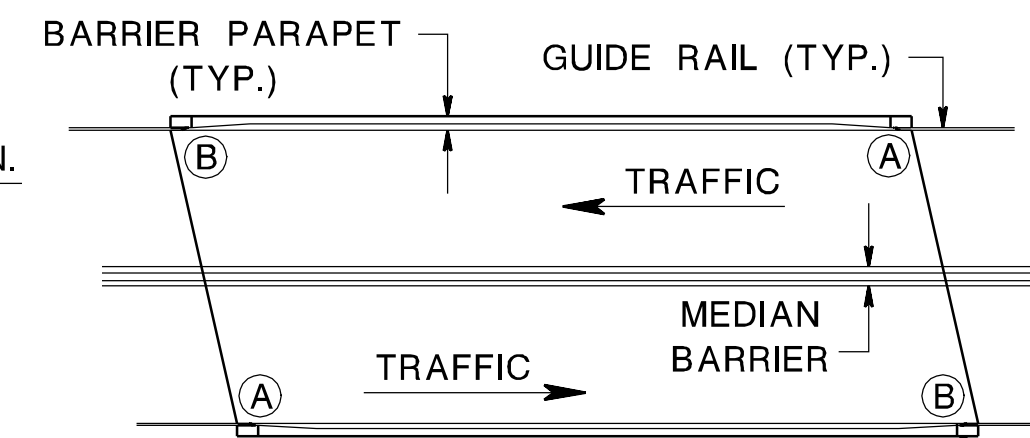 BARRIER PARAPET
(TYP.)
GUIDE RAIL (TYP.)
N.
B
A
TRAFFIC
MEDIAN
BARRIER
TRAFFIC
A
B